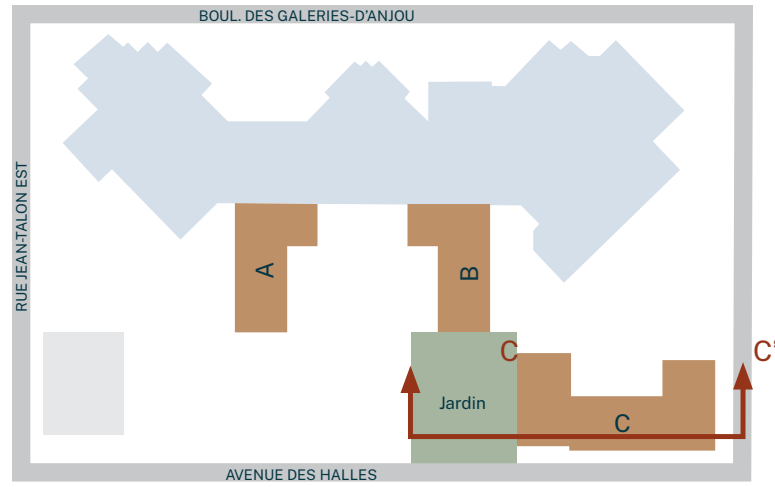 BOUL. DES GALERIES-D’ANJOU
RUE JEAN-TALON EST
A
B
C
C’
Jardin
C
AVENUE DES HALLES